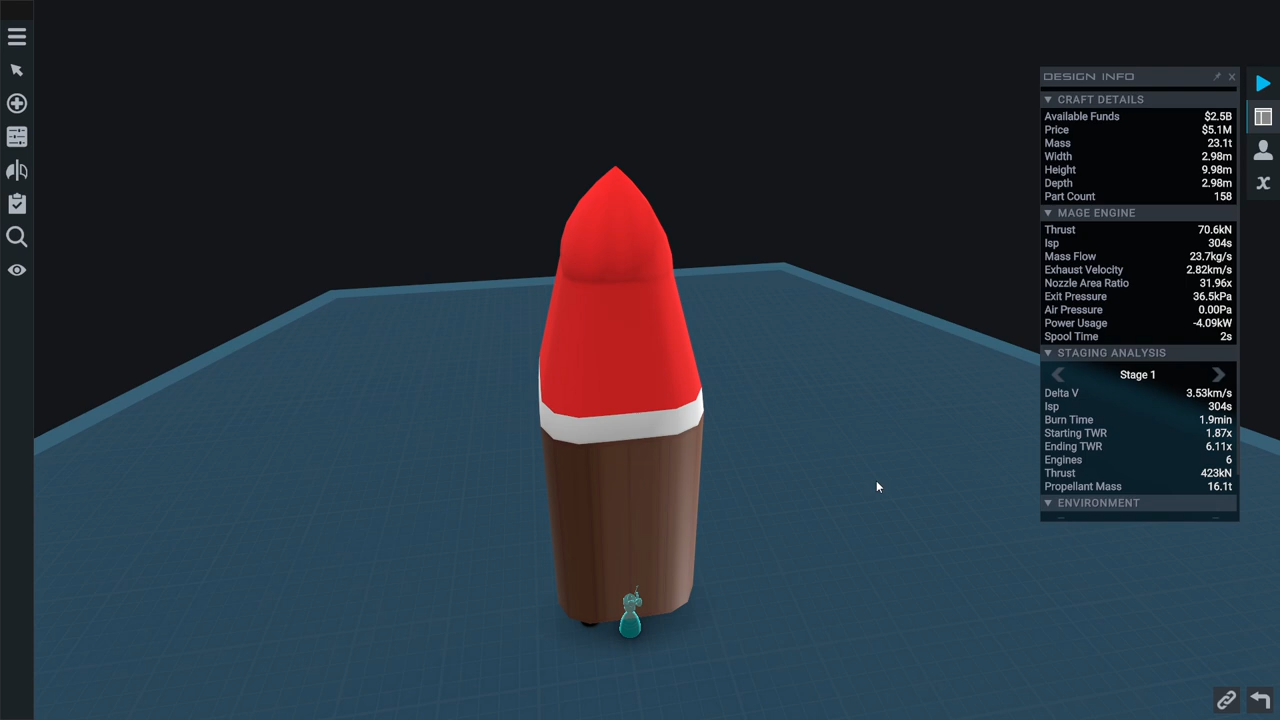 DESIGN INFO
CRAFT DETAILS
Available Funds $2.5B
Price $5.1M
Mass 23.1t
Width 2.98m
Height 9.98m
Depth 2.98m
Part Count 158
MAGE ENGINE
Thrust 70.6kN
Isp 304s
Mass Flow 23.7kg/s
Exhaust Velocity 2.82km/s
Nozzle Area Ratio 31.96x
Exit Pressure 36.5kPa
Air Pressure 0.00Pa
Power Usage -4.09kW
Spool Time 2s
STAGING ANALYSIS
Stage 1
Delta V 3.53km/s
Isp 304s
Burn Time 1.9min
Starting TWR 1.87x
Ending TWR 6.11x
Engines 6
Thrust 423kN
Propellant Mass 16.1t
ENVIRONMENT